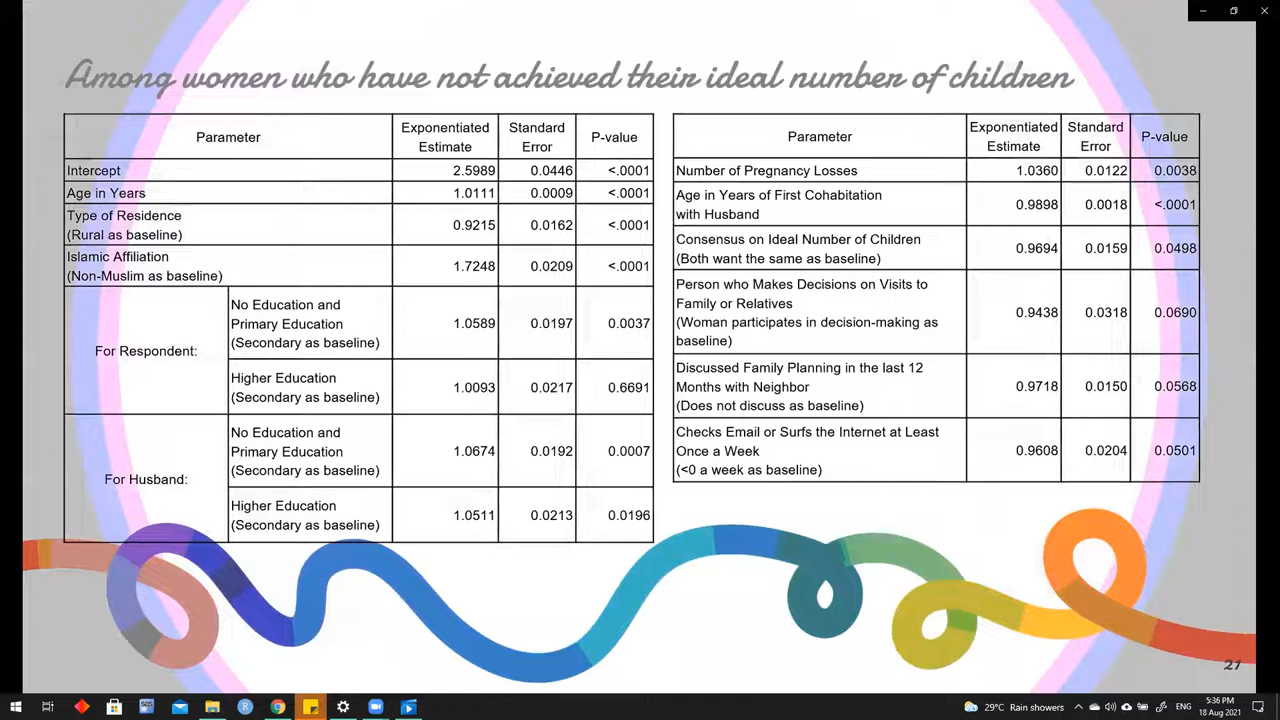 Among women who have not achieved their ideal number of children
Parameter
Exponentiated
Estimate
Standard
Error
P-value
Intercept 2.5989 0.0446 <.0001
Age in Years 1.0111 0.0009 <.0001
Type of Residence
(Rural as baseline)
0.9215 0.0162 <.0001
Islamic Affiliation
(Non-Muslim as baseline)
1.7248 0.0209 <.0001
For Respondent:
No Education and
Primary Education
(Secondary as baseline)
1.0589 0.0197 0.0037
Higher Education
(Secondary as baseline)
1.0093 0.0217 0.6691
For Husband:
No Education and
Primary Education
(Secondary as baseline)
1.0674 0.0192 0.0007
Higher Education
(Secondary as baseline)
1.0511 0.0213 0.0196
Parameter
Exponentiated
Estimate
Standard
Error
P-value
Number of Pregnancy Losses 1.0360 0.0122 0.0038
Age in Years of First Cohabitation
with Husband
0.9898 0.0018 <.0001
Consensus on Ideal Number of Children
(Both want the same as baseline)
0.9694 0.0159 0.0498
Person who Makes Decisions on Visits to
Family or Relatives
(Woman participates in decision-making as
baseline)
0.9438 0.0318 0.0690
Discussed Family Planning in the last 12
Months with Neighbor
(Does not discuss as baseline)
0.9718 0.0150 0.0568
Checks Email or Surfs the Internet at Least
Once a Week
(<0 a week as baseline)
0.9608 0.0204 0.0501
21
29°C Rain showers
ENG
5:36 PM
18 Aug 2021